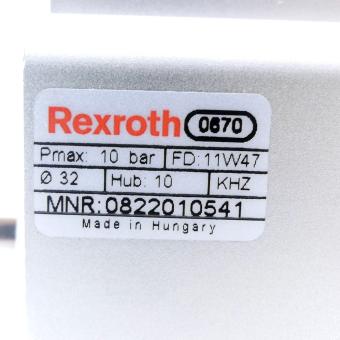 Rexroth 0670
Pmax: 10 bar FD:11W47
Ø 32 Hub: 10 KHZ
MNR:0822010541
Made in Hungary